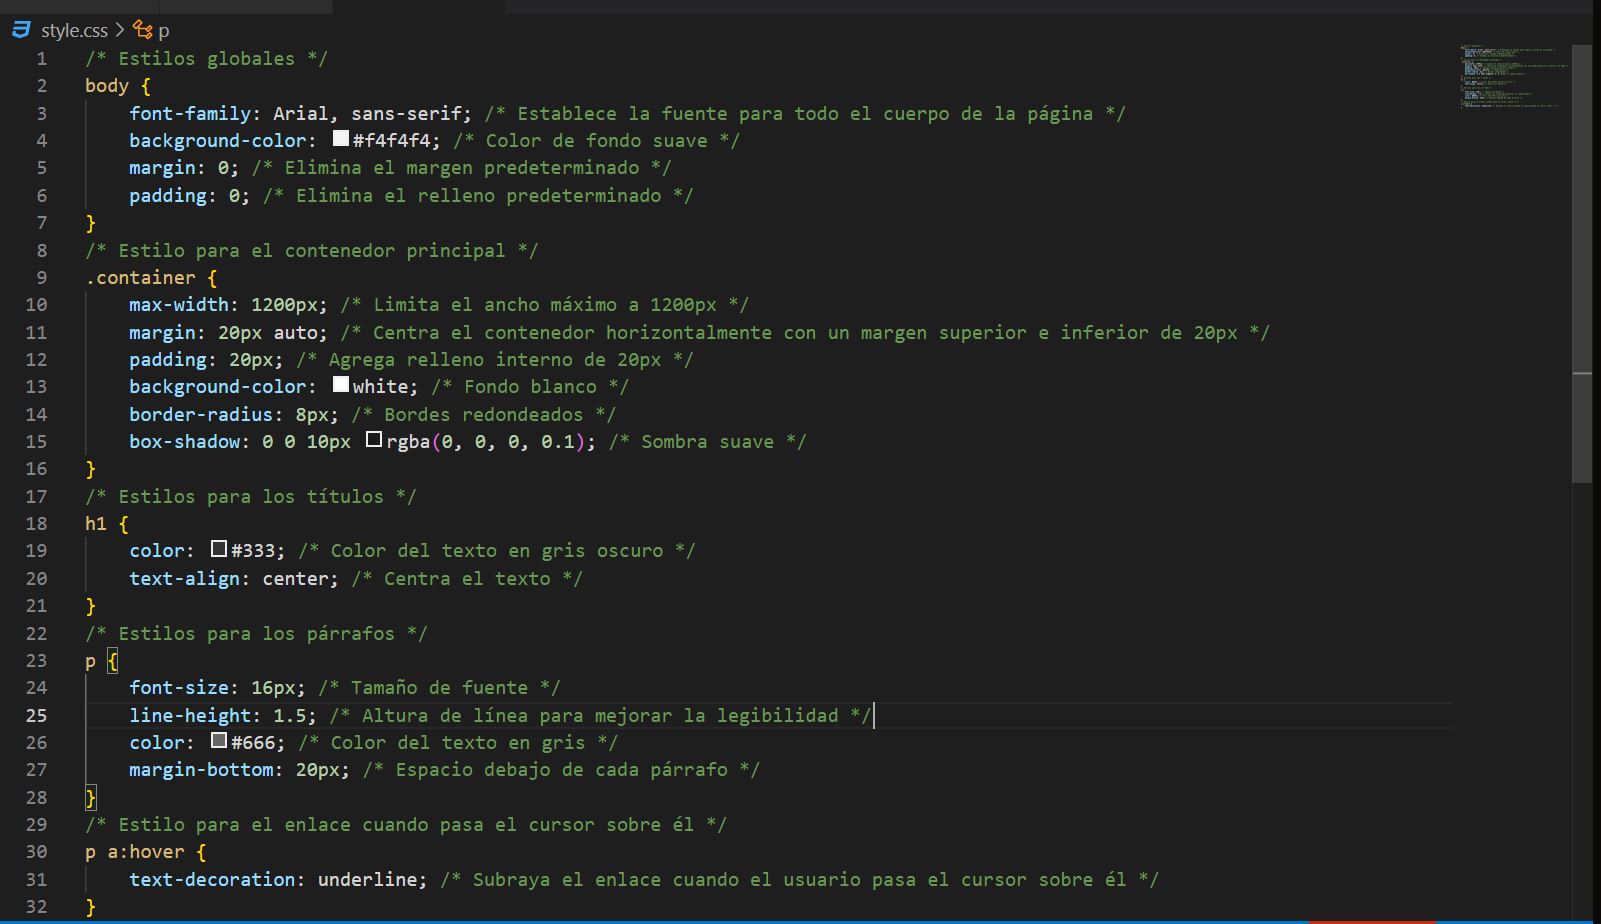 style.css > p
1 /* Estilos globales */
2 body {
3     font-family: Arial, sans-serif; /* Establece la fuente para todo el cuerpo de la página */
4     background-color: #f4f4f4; /* Color de fondo suave */
5     margin: 0; /* Elimina el margen predeterminado */
6     padding: 0; /* Elimina el relleno predeterminado */
7 }
8 /* Estilo para el contenedor principal */
9 .container {
10     max-width: 1200px; /* Limita el ancho máximo a 1200px */
11     margin: 20px auto; /* Centra el contenedor horizontalmente con un margen superior e inferior de 20px */
12     padding: 20px; /* Agrega relleno interno de 20px */
13     background-color: white; /* Fondo blanco */
14     border-radius: 8px; /* Bordes redondeados */
15     box-shadow: 0 0 10px rgba(0, 0, 0, 0.1); /* Sombra suave */
16 }
17 /* Estilos para los títulos */
18 h1 {
19     color: #333; /* Color del texto en gris oscuro */
20     text-align: center; /* Centra el texto */
21 }
22 /* Estilos para los párrafos */
23 p {
24     font-size: 16px; /* Tamaño de fuente */
25     line-height: 1.5; /* Altura de línea para mejorar la legibilidad */
26     color: #666; /* Color del texto en gris */
27     margin-bottom: 20px; /* Espacio debajo de cada párrafo */
28 }
29 /* Estilo para el enlace cuando pasa el cursor sobre él */
30 p a:hover {
31     text-decoration: underline; /* Subraya el enlace cuando el usuario pasa el cursor sobre él */
32 }